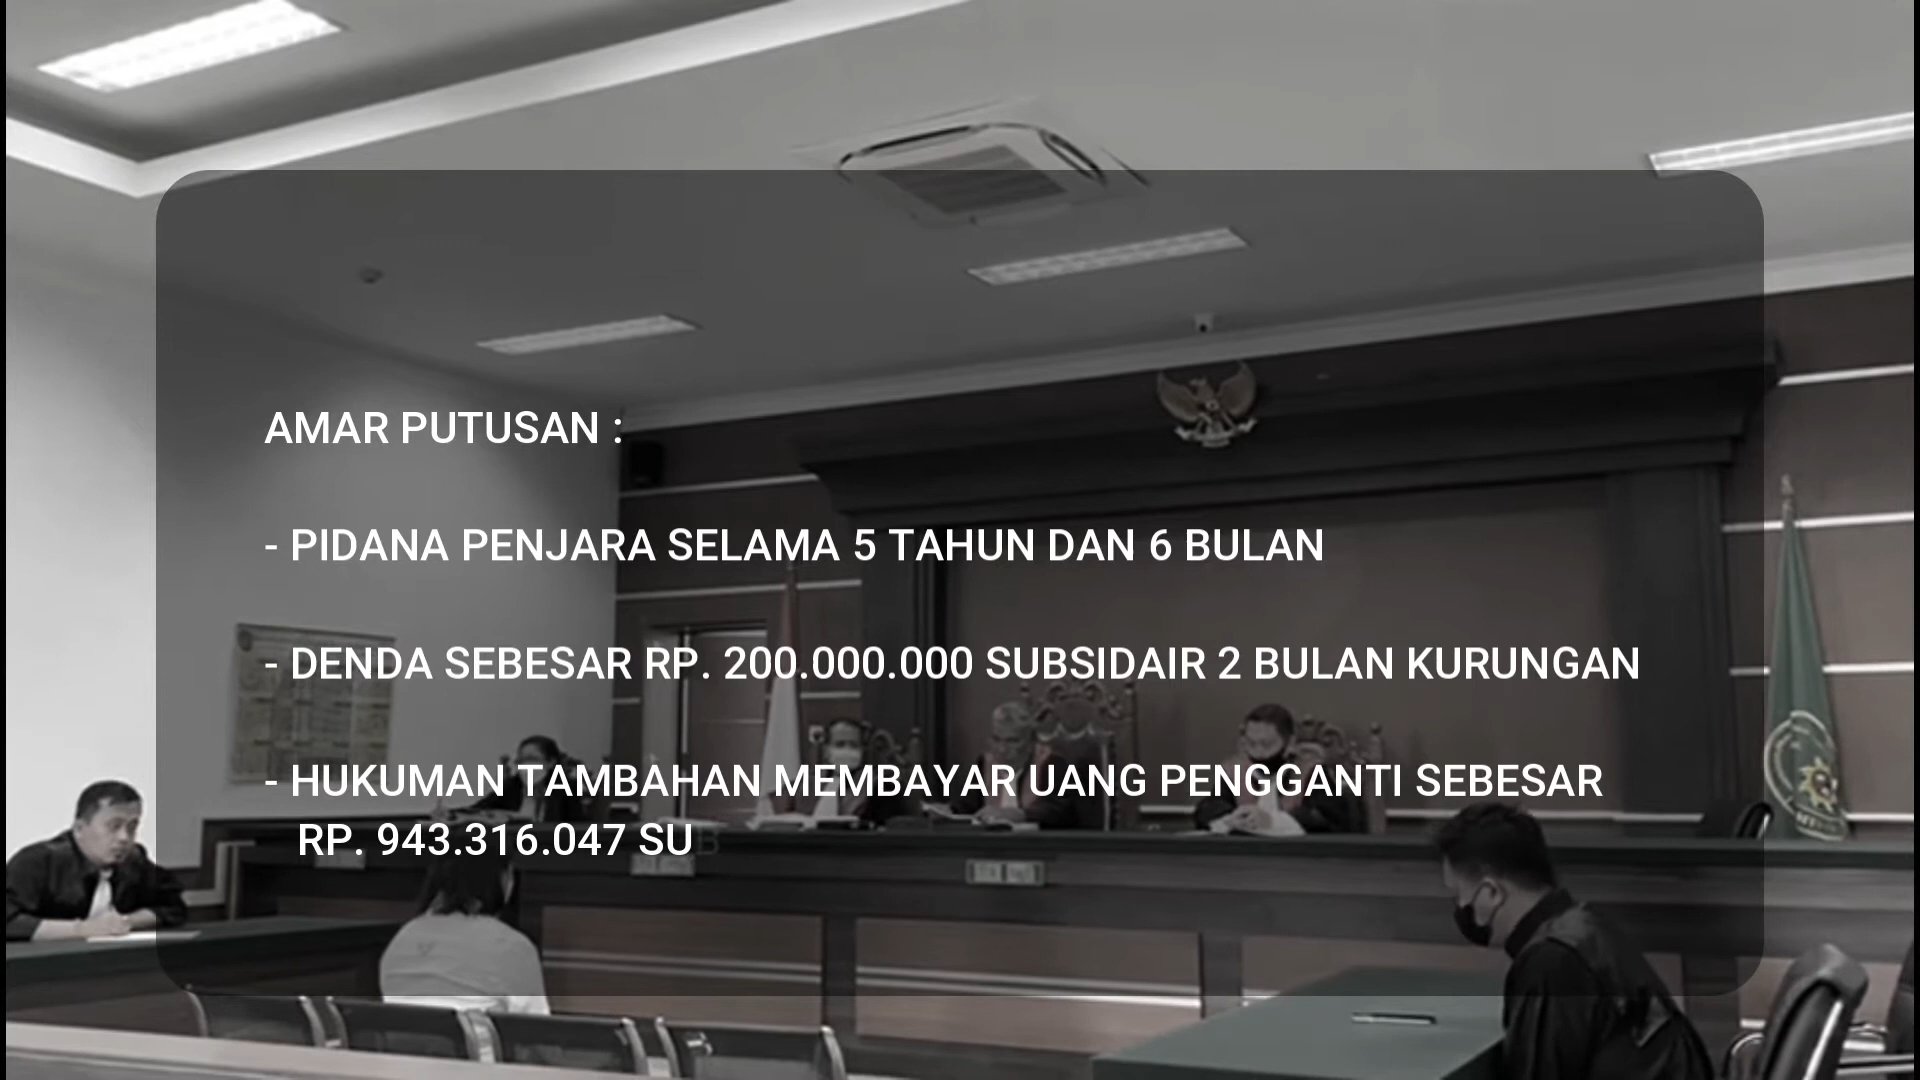 AMAR PUTUSAN :
- PIDANA PENJARA SELAMA 5 TAHUN DAN 6 BULAN
- DENDA SEBESAR RP. 200.000.000 SUBSIDAIR 2 BULAN KURUNGAN
- HUKUMAN TAMBAHAN MEMBAYAR UANG PENGGANTI SEBESAR
RP. 943.316.047 SUB